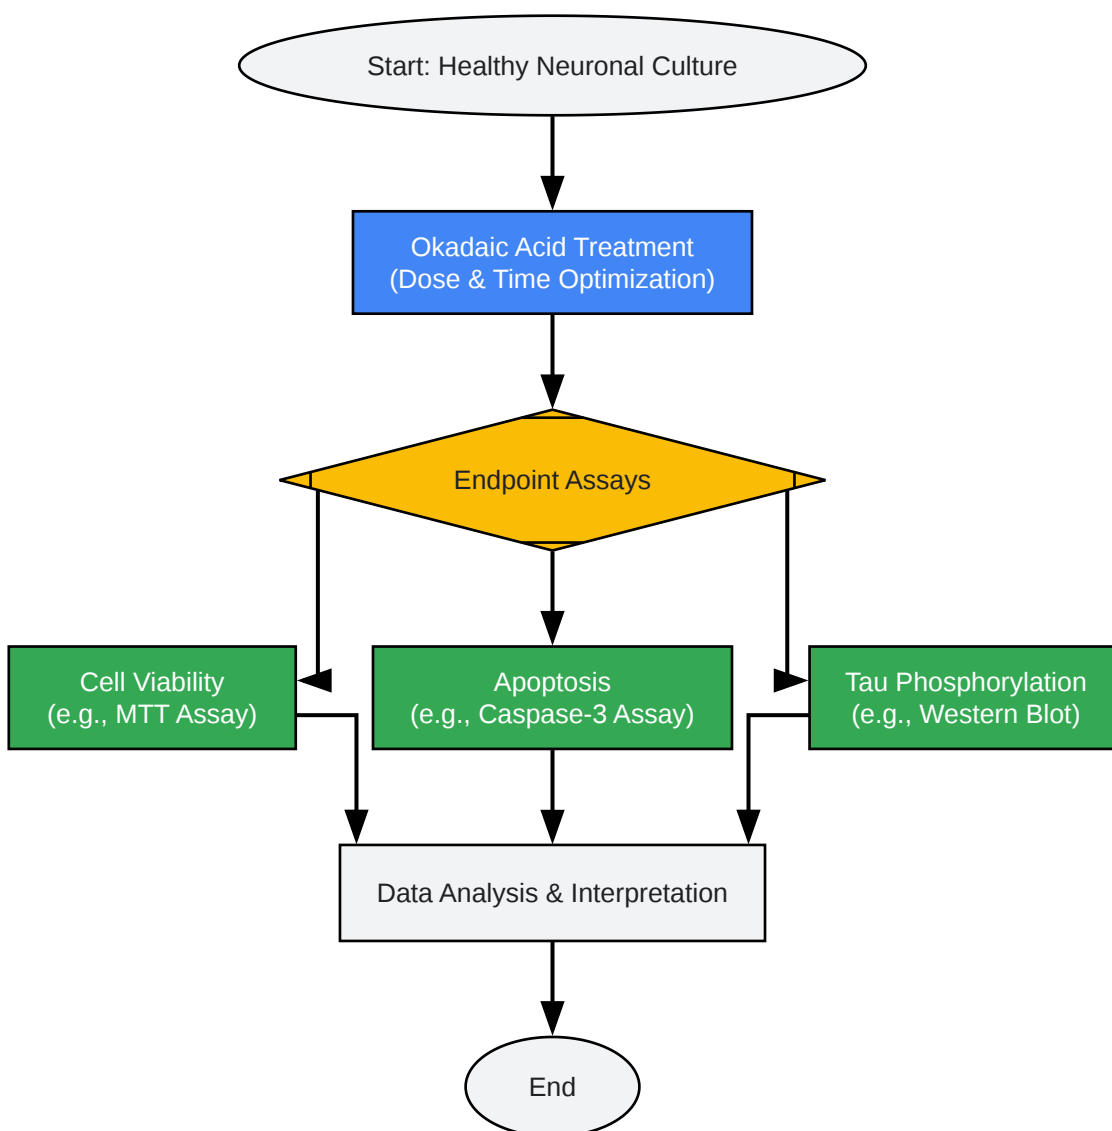 Start: Healthy Neuronal Culture
Okadaic Acid Treatment
(Dose & Time Optimization)
Endpoint Assays
Cell Viability
(e.g., MTT Assay)
Apoptosis
(e.g., Caspase-3 Assay)
Tau Phosphorylation
(e.g., Western Blot)
Data Analysis & Interpretation
End